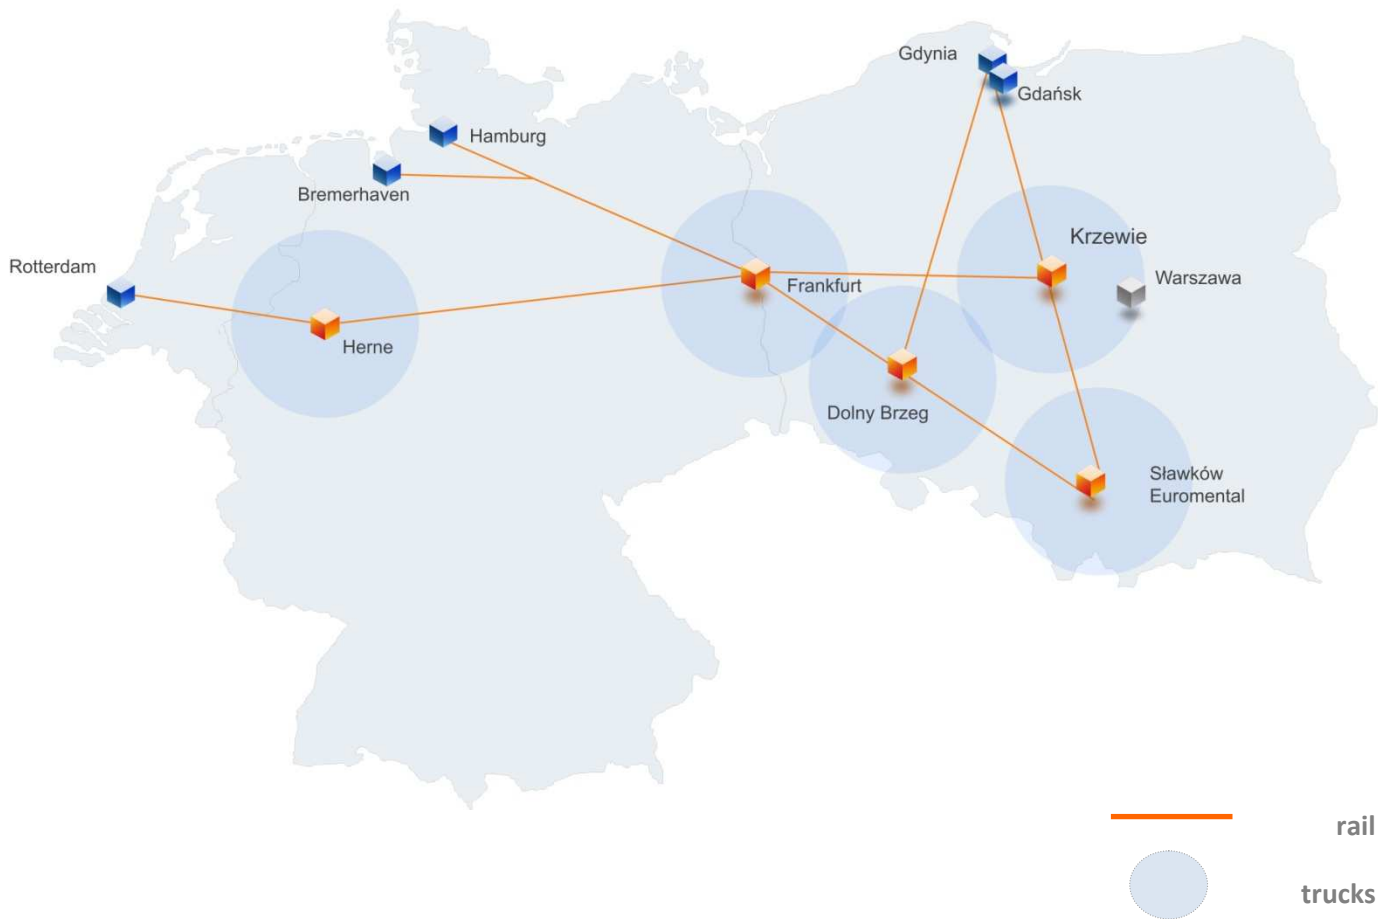 Gdynia
Gdańsk
Hamburg
Bremerhaven
Krzewie
Rotterdam
Warszawa
Frankfurt
Herne
Dolny Brzeg
Sławków
Euromental
rail
trucks